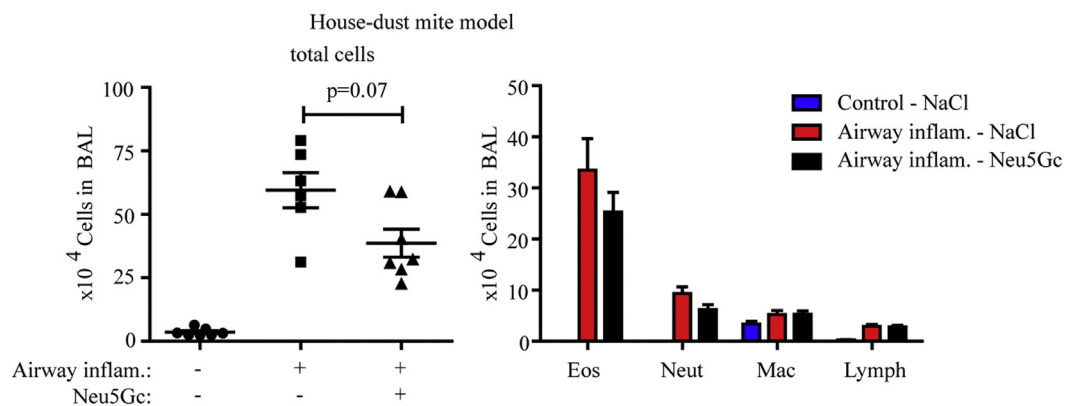 House-dust mite model
total cells
p=0.07
x10 4 Cells in BAL
100
75
50
25
0
Airway inflam.: - + +
Neu5Gc: - - +
x10 4 Cells in BAL
50
40
30
20
10
0
Eos Neut Mac Lymph
Control - NaCl
Airway inflam. - NaCl
Airway inflam. - Neu5Gc